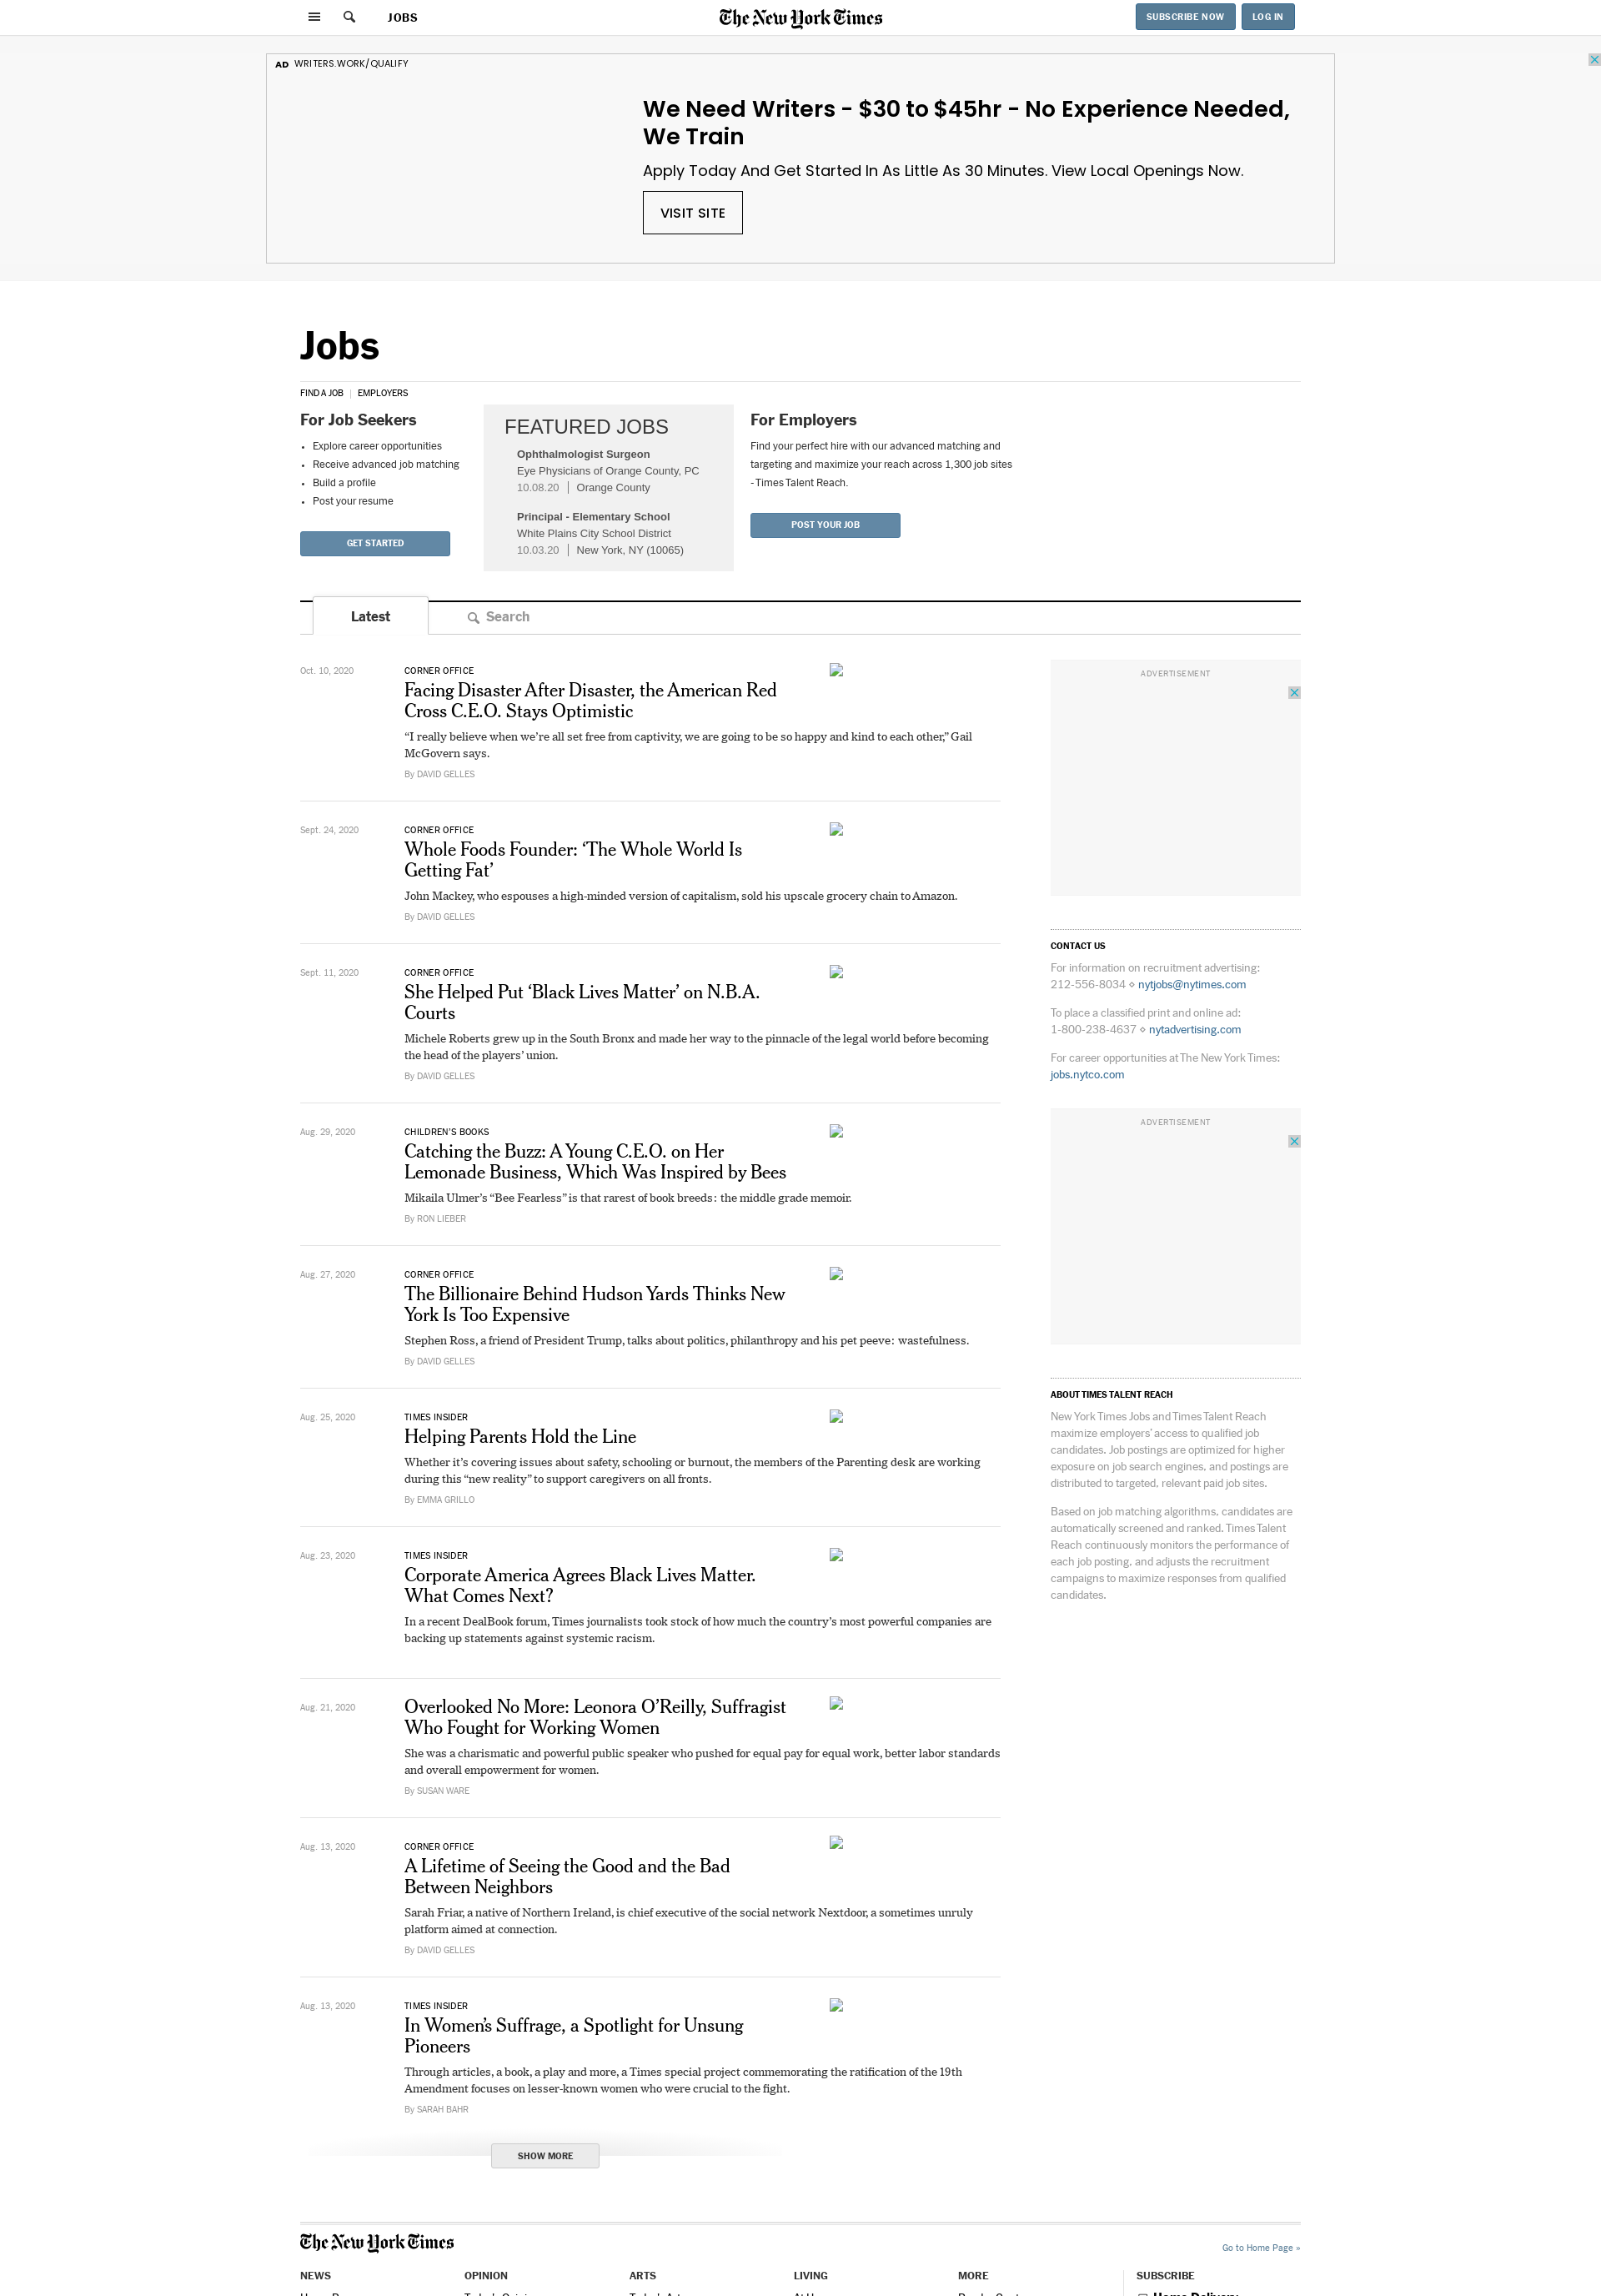 JOBS
The New York Times
SUBSCRIBE NOW
LOG IN
AD WRITERS.WORK/QUALIFY
We Need Writers - $30 to $45hr - No Experience Needed,
We Train
Apply Today And Get Started In As Little As 30 Minutes. View Local Openings Now.
VISIT SITE
Jobs
FIND A JOB | EMPLOYERS
For Job Seekers
• Explore career opportunities
• Receive advanced job matching
• Build a profile
• Post your resume
GET STARTED
FEATURED JOBS
Ophthalmologist Surgeon
Eye Physicians of Orange County, PC
10.08.20 | Orange County
Principal - Elementary School
White Plains City School District
10.03.20 | New York, NY (10065)
For Employers
Find your perfect hire with our advanced matching and
targeting and maximize your reach across 1,300 job sites
- Times Talent Reach.
POST YOUR JOB
Latest
Search
Oct. 10, 2020
CORNER OFFICE
Facing Disaster After Disaster, the American Red
Cross C.E.O. Stays Optimistic
“I really believe when we’re all set free from captivity, we are going to be so happy and kind to each other,” Gail
McGovern says.
By DAVID GELLES
Sept. 24, 2020
CORNER OFFICE
Whole Foods Founder: ‘The Whole World Is
Getting Fat’
John Mackey, who espouses a high-minded version of capitalism, sold his upscale grocery chain to Amazon.
By DAVID GELLES
Sept. 11, 2020
CORNER OFFICE
She Helped Put ‘Black Lives Matter’ on N.B.A.
Courts
Michele Roberts grew up in the South Bronx and made her way to the pinnacle of the legal world before becoming
the head of the players’ union.
By DAVID GELLES
Aug. 29, 2020
CHILDREN’S BOOKS
Catching the Buzz: A Young C.E.O. on Her
Lemonade Business, Which Was Inspired by Bees
Mikaila Ulmer’s “Bee Fearless” is that rarest of book breeds: the middle grade memoir.
By RON LIEBER
Aug. 27, 2020
CORNER OFFICE
The Billionaire Behind Hudson Yards Thinks New
York Is Too Expensive
Stephen Ross, a friend of President Trump, talks about politics, philanthropy and his pet peeve: wastefulness.
By DAVID GELLES
Aug. 25, 2020
TIMES INSIDER
Helping Parents Hold the Line
Whether it’s covering issues about safety, schooling or burnout, the members of the Parenting desk are working
during this “new reality” to support caregivers on all fronts.
By EMMA GRILLO
Aug. 23, 2020
TIMES INSIDER
Corporate America Agrees Black Lives Matter.
What Comes Next?
In a recent DealBook forum, Times journalists took stock of how much the country’s most powerful companies are
backing up statements against systemic racism.
Aug. 21, 2020
Overlooked No More: Leonora O’Reilly, Suffragist
Who Fought for Working Women
She was a charismatic and powerful public speaker who pushed for equal pay for equal work, better labor standards
and overall empowerment for women.
By SUSAN WARE
Aug. 13, 2020
CORNER OFFICE
A Lifetime of Seeing the Good and the Bad
Between Neighbors
Sarah Friar, a native of Northern Ireland, is chief executive of the social network Nextdoor, a sometimes unruly
platform aimed at connection.
By DAVID GELLES
Aug. 13, 2020
TIMES INSIDER
In Women’s Suffrage, a Spotlight for Unsung
Pioneers
Through articles, a book, a play and more, a Times special project commemorating the ratification of the 19th
Amendment focuses on lesser-known women who were crucial to the fight.
By SARAH BAHR
SHOW MORE
ADVERTISEMENT
CONTACT US
For information on recruitment advertising:
212-556-8034 ⋄ nytjobs@nytimes.com
To place a classified print and online ad:
1-800-238-4637 ⋄ nytadvertising.com
For career opportunities at The New York Times:
jobs.nytco.com
ADVERTISEMENT
ABOUT TIMES TALENT REACH
New York Times Jobs and Times Talent Reach
maximize employers' access to qualified job
candidates. Job postings are optimized for higher
exposure on job search engines, and postings are
distributed to targeted, relevant paid job sites.
Based on job matching algorithms, candidates are
automatically screened and ranked. Times Talent
Reach continuously monitors the performance of
each job posting, and adjusts the recruitment
campaigns to maximize responses from qualified
candidates.
The New York Times
Go to Home Page »
NEWS
OPINION
ARTS
LIVING
MORE
SUBSCRIBE